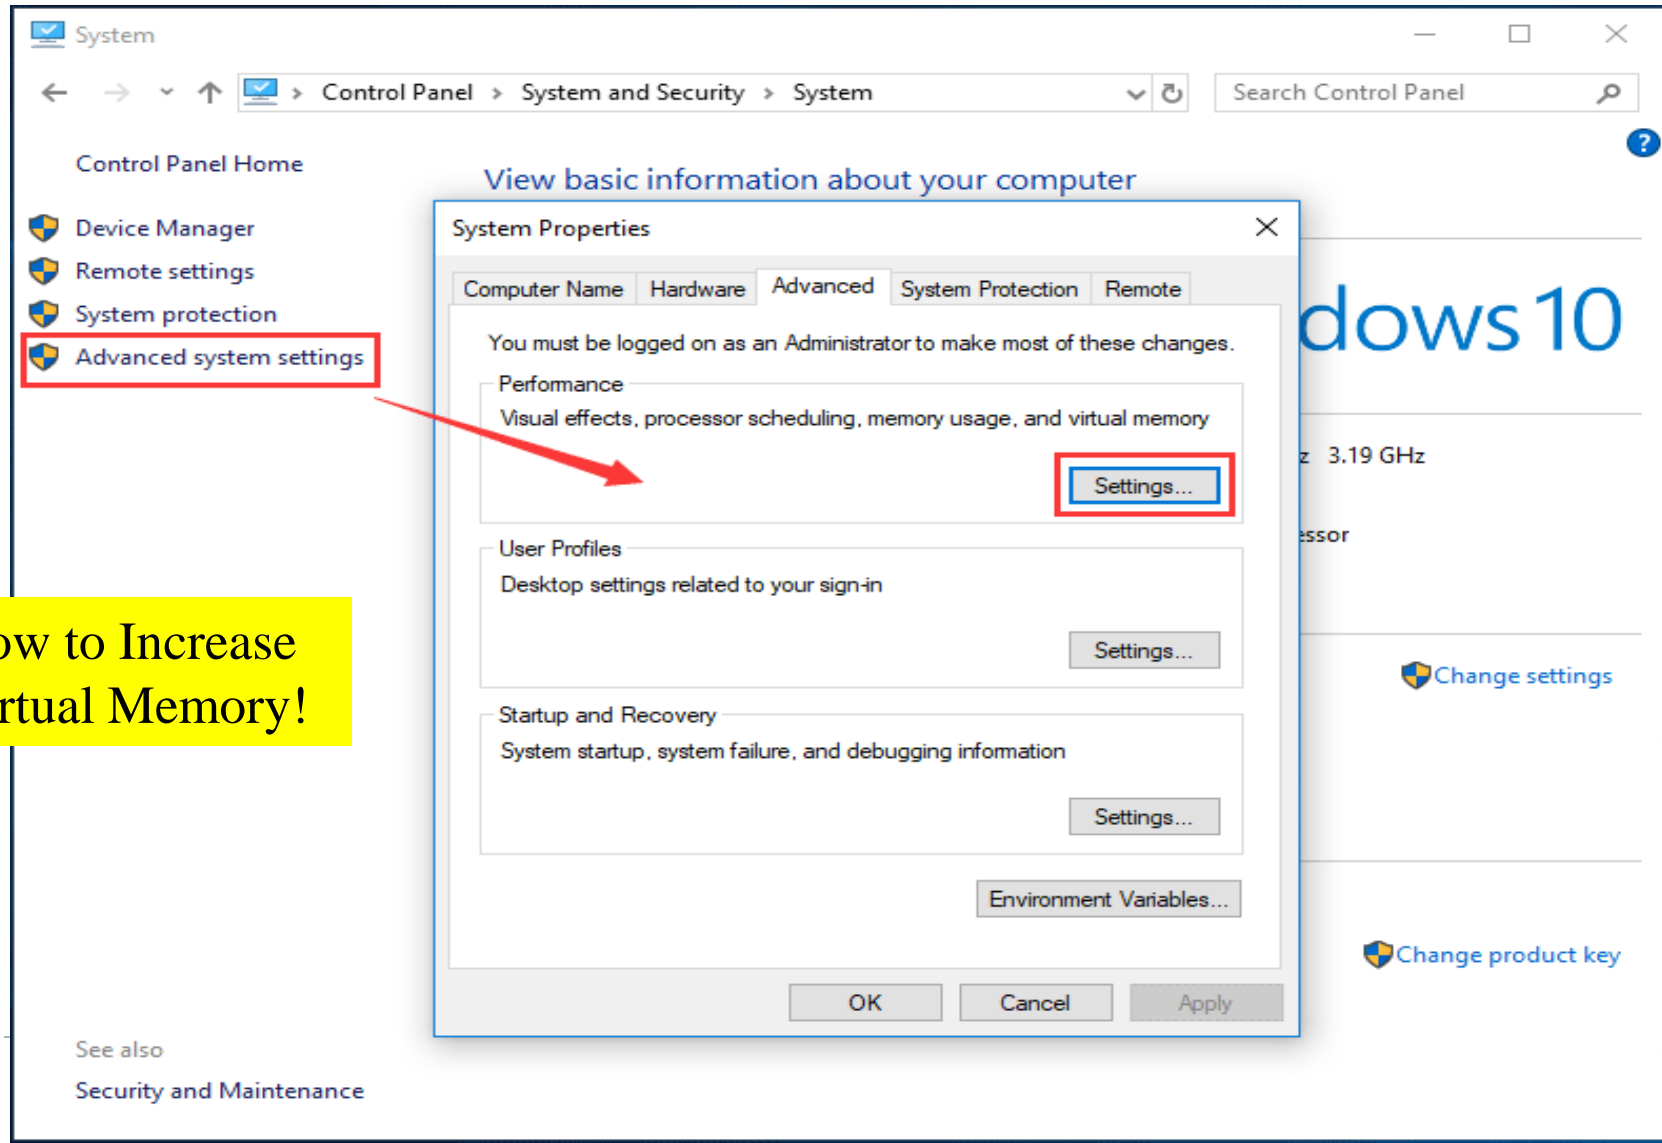 System
Control Panel > System and Security > System
Search Control Panel
?
Control Panel Home
Device Manager
Remote settings
System protection
Advanced system settings
ow to Increase
rtual Memory!
See also
Security and Maintenance
View basic information about your computer
System Properties
Computer Name Hardware Advanced System Protection Remote
You must be logged on as an Administrator to make most of these changes.
Performance
Visual effects, processor scheduling, memory usage, and virtual memory
Settings...
User Profiles
Desktop settings related to your sign-in
Settings...
Startup and Recovery
System startup, system failure, and debugging information
Settings...
Environment Variables...
OK Cancel Apply
dows 10
z 3.19 GHz
essor
Change settings
Change product key